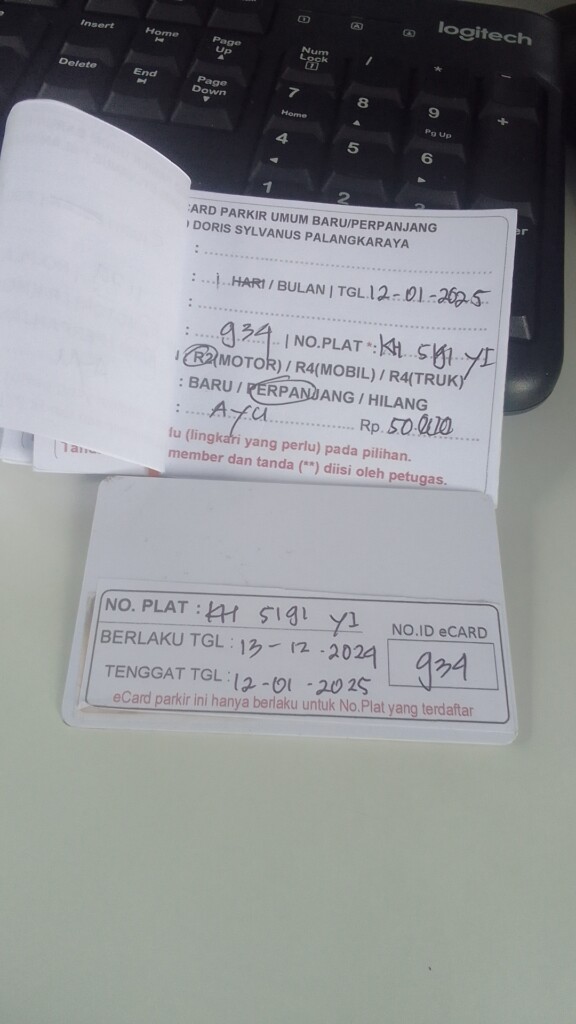 logitech
Insert Home Page Up
Delete End Page Down
Num Lock / * -
7 Home 8 9 Pg Up +
4 5 6
1 2 3
CARD PARKIR UMUM BARU/PERPANJANG
DORIS SYLVANUS PALANGKARAYA
: ....................
: ... 1 HARI / BULAN | TGL 12-01-2025
: ....................
: ... 934 ... | NO.PLAT *: KH 5191 YI
R2(MOTOR) / R4(MOBIL) / R4(TRUK)
: BARU / PERPANJANG / HILANG
: ... AYU ............ Rp. 50.000
lu (lingkari yang perlu) pada pilihan.
Tand member dan tanda (**) diisi oleh petugas.
NO. PLAT : KH 5191 YI
BERLAKU TGL : 13-12-2024
TENGGAT TGL : 12-01-2025
NO.ID eCARD
934
eCard parkir ini hanya berlaku untuk No.Plat yang terdaftar